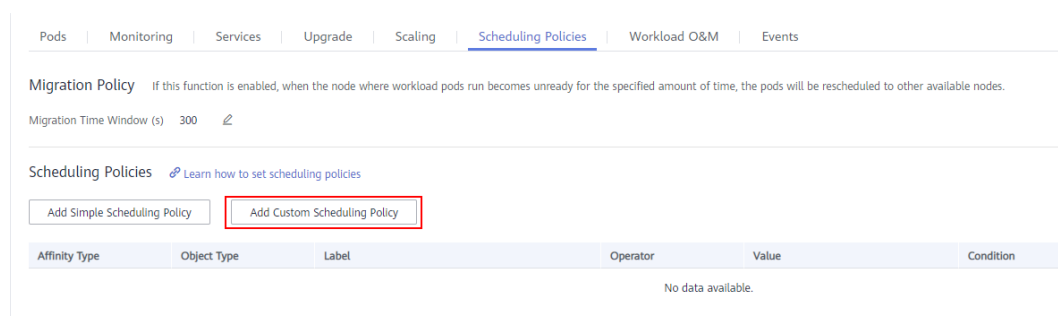 Pods Monitoring Services Upgrade Scaling Scheduling Policies Workload O&M Events
Migration Policy If this function is enabled, when the node where workload pods run becomes unready for the specified amount of time, the pods will be rescheduled to other available nodes.
Migration Time Window (s) 300
Scheduling Policies Learn how to set scheduling policies
Add Simple Scheduling Policy Add Custom Scheduling Policy
Affinity Type Object Type Label Operator Value Condition
No data available.